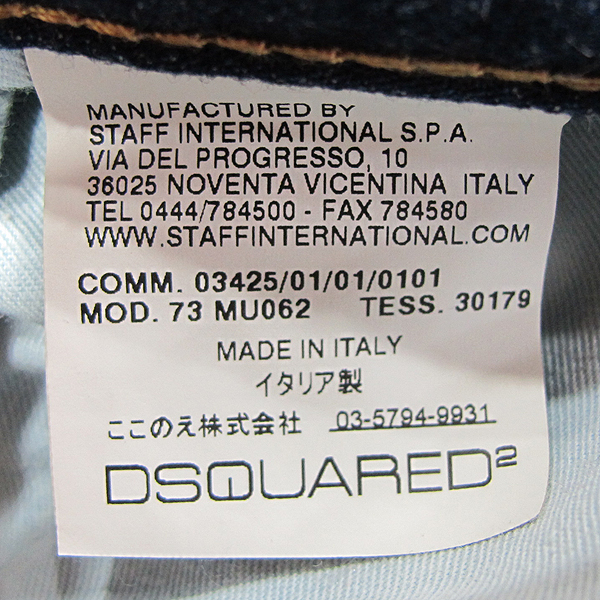 MANUFACTURED BY
STAFF INTERNATIONAL S.P.A.
VIA DEL PROGRESSO, 10
36025 NOVENTA VICENTINA ITALY
TEL 0444/784500 - FAX 784580
WWW.STAFFINTERNATIONAL.COM
COMM. 03425/01/01/0101
MOD. 73 MU062 TESS. 30179
MADE IN ITALY
イタリア製
ここのえ株式会社 03-5794-9931
DSQUARED²